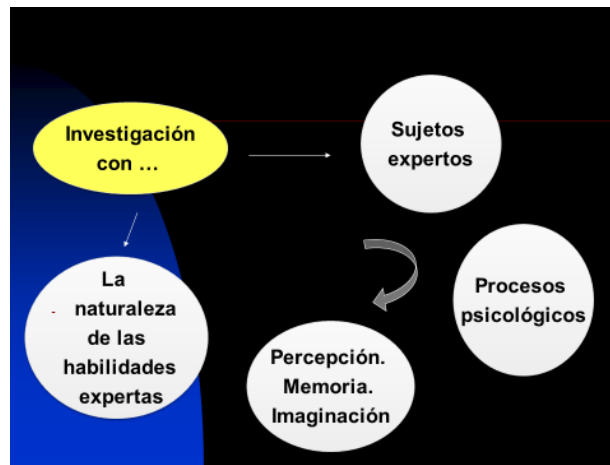 Investigación
con …
Sujetos
expertos
La
naturaleza
de las
habilidades
expertas
Procesos
psicológicos
Percepción.
Memoria.
Imaginación